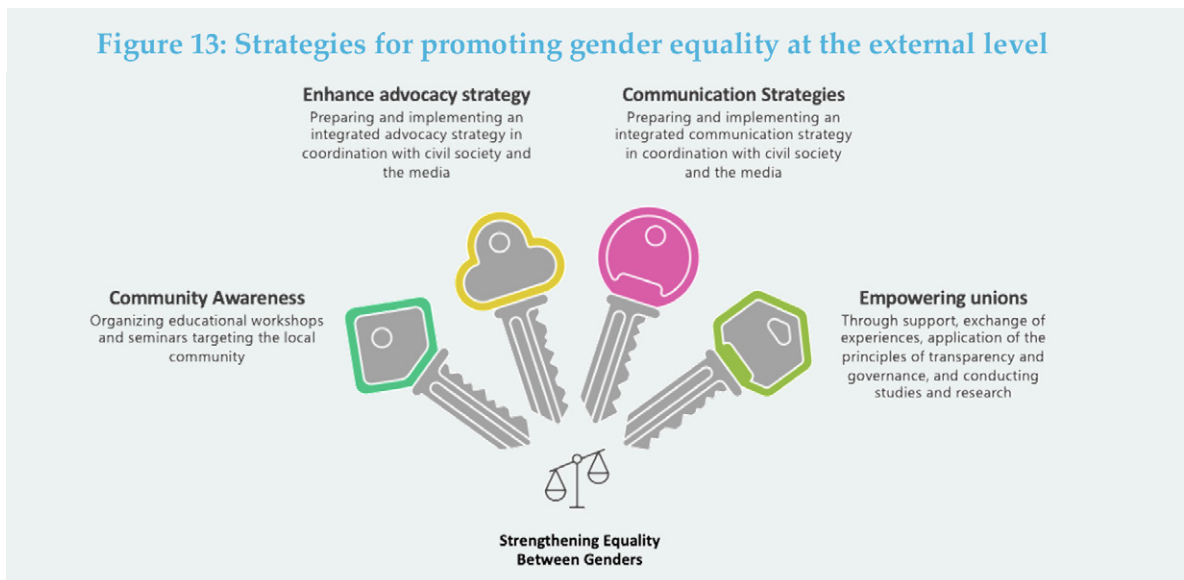 Figure 13: Strategies for promoting gender equality at the external level
Enhance advocacy strategy
Preparing and implementing an
integrated advocacy strategy in
coordination with civil society and
the media
Communication Strategies
Preparing and implementing an
integrated communication strategy
in coordination with civil society
and the media
Community Awareness
Organizing educational workshops
and seminars targeting the local
community
Empowering unions
Through support, exchange of
experiences, application of the
principles of transparency and
governance, and conducting
studies and research
Strengthening Equality
Between Genders